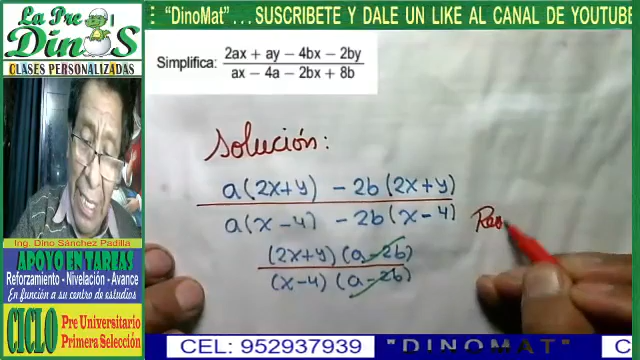 La Pre
DinoS
CLASES PERSONALIZADAS
E "DinoMat"... SUSCRIBETE Y DALE UN LIKE AL CANAL DE YOUTUBE
Simplifica: 2ax + ay − 4bx − 2by
ax − 4a − 2bx + 8b
Solución:
a(2x+y) - 2b(2x+y)
a(x-4) - 2b(x-4)
(2x+y)(a-2b)
(x-4)(a-2b)
Ing. Dino Sánchez Padilla
APOYO EN TAREAS
Reforzamiento - Nivelación - Avance
En función a su centro de estudios
CICLO Pre Universitario
Primera Selección
CEL: 952937939 "DINOMAT" C